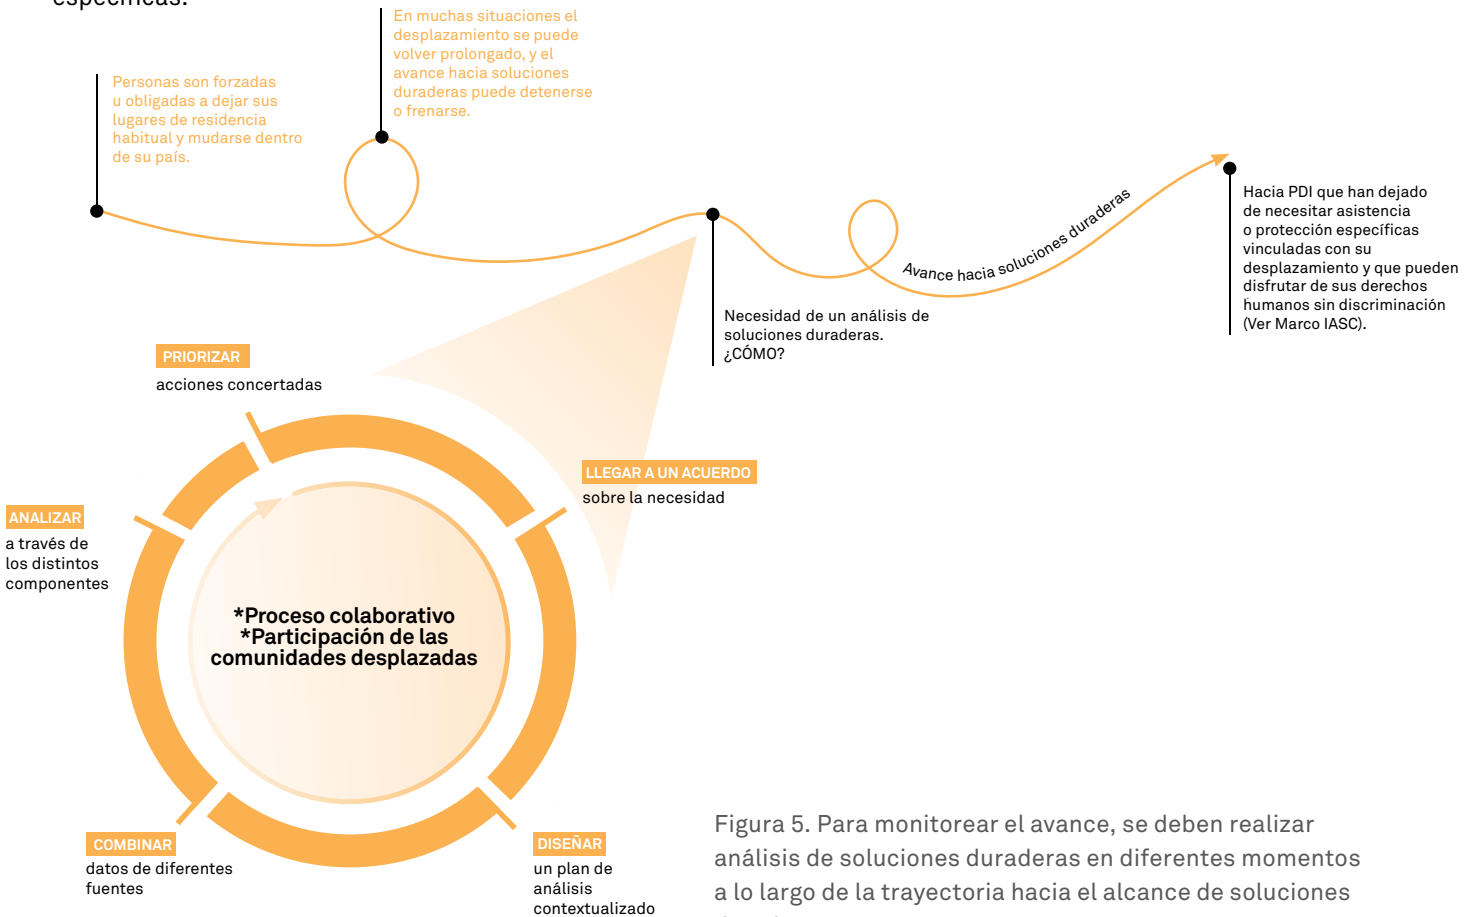 específicas.
En muchas situaciones el
desplazamiento se puede
volver prolongado, y el
avance hacia soluciones
duraderas puede detenerse
o frenarse.
Personas son forzadas
u obligadas a dejar sus
lugares de residencia
habitual y mudarse dentro
de su país.
Avance hacia soluciones duraderas
Hacia PDI que han dejado
de necesitar asistencia
o protección específicas
vinculadas con su
desplazamiento y que pueden
disfrutar de sus derechos
humanos sin discriminación
(Ver Marco IASC).
Necesidad de un análisis de
soluciones duraderas.
¿CÓMO?
PRIORIZAR
acciones concertadas
LLEGAR A UN ACUERDO
sobre la necesidad
ANALIZAR
a través de
los distintos
componentes
*Proceso colaborativo
*Participación de las
comunidades desplazadas
COMBINAR
datos de diferentes
fuentes
DISEÑAR
un plan de
análisis
contextualizado
Figura 5. Para monitorear el avance, se deben realizar
análisis de soluciones duraderas en diferentes momentos
a lo largo de la trayectoria hacia el alcance de soluciones